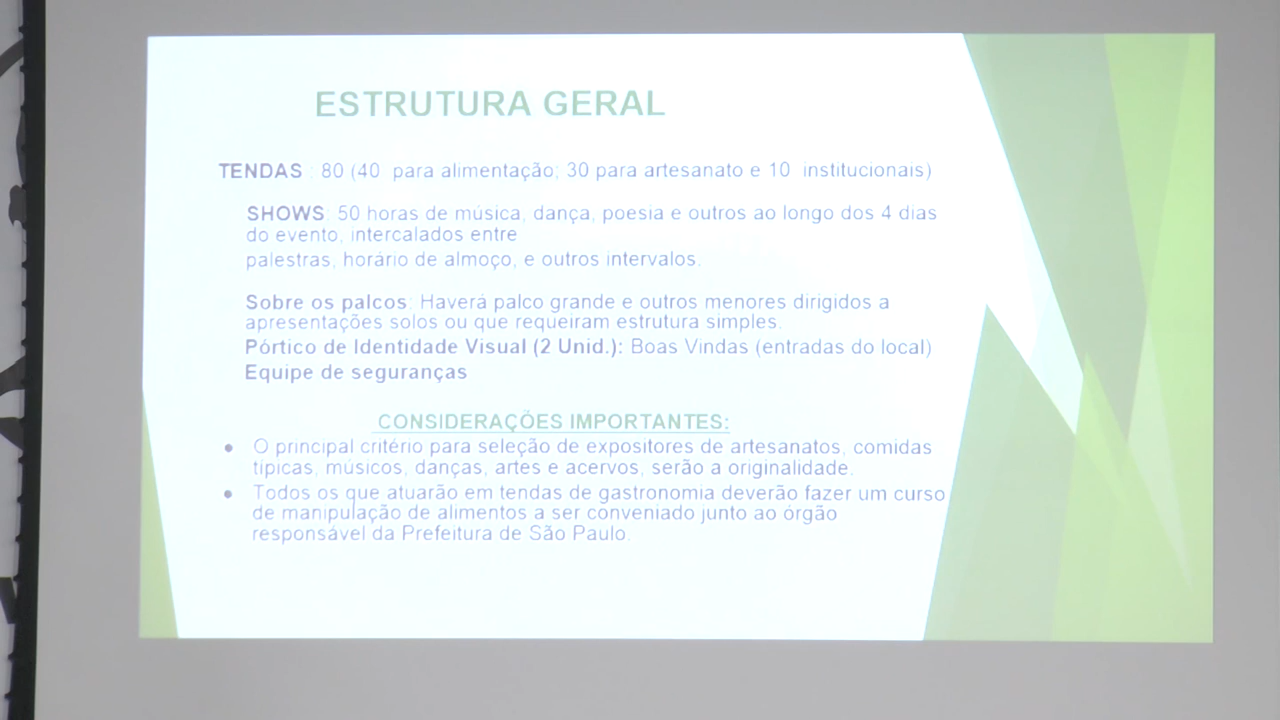 ESTRUTURA GERAL
TENDAS : 80 (40 para alimentação; 30 para artesanato e 10 institucionais)
SHOWS: 50 horas de música, dança, poesia e outros ao longo dos 4 dias
do evento, intercalados entre
palestras, horário de almoço, e outros intervalos.
Sobre os palcos: Haverá palco grande e outros menores dirigidos a
apresentações solos ou que requeiram estrutura simples.
Pórtico de Identidade Visual (2 Unid.): Boas Vindas (entradas do local)
Equipe de seguranças
CONSIDERAÇÕES IMPORTANTES:
• O principal critério para seleção de expositores de artesanatos, comidas
típicas, músicos, danças, artes e acervos, serão a originalidade.
• Todos os que atuarão em tendas de gastronomia deverão fazer um curso
de manipulação de alimentos a ser conveniado junto ao órgão
responsável da Prefeitura de São Paulo.